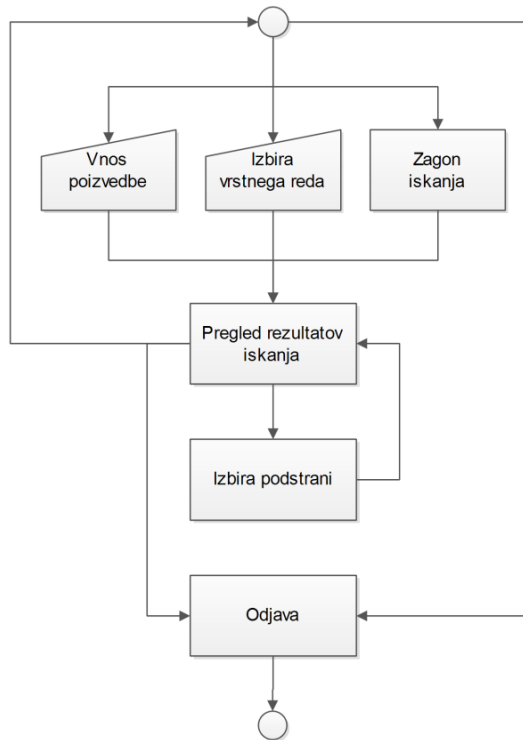 Vnos
poizvedbe
Izbira
vrstnega reda
Zagon
iskanja
Pregled rezultatov
iskanja
Izbira podstrani
Odjava